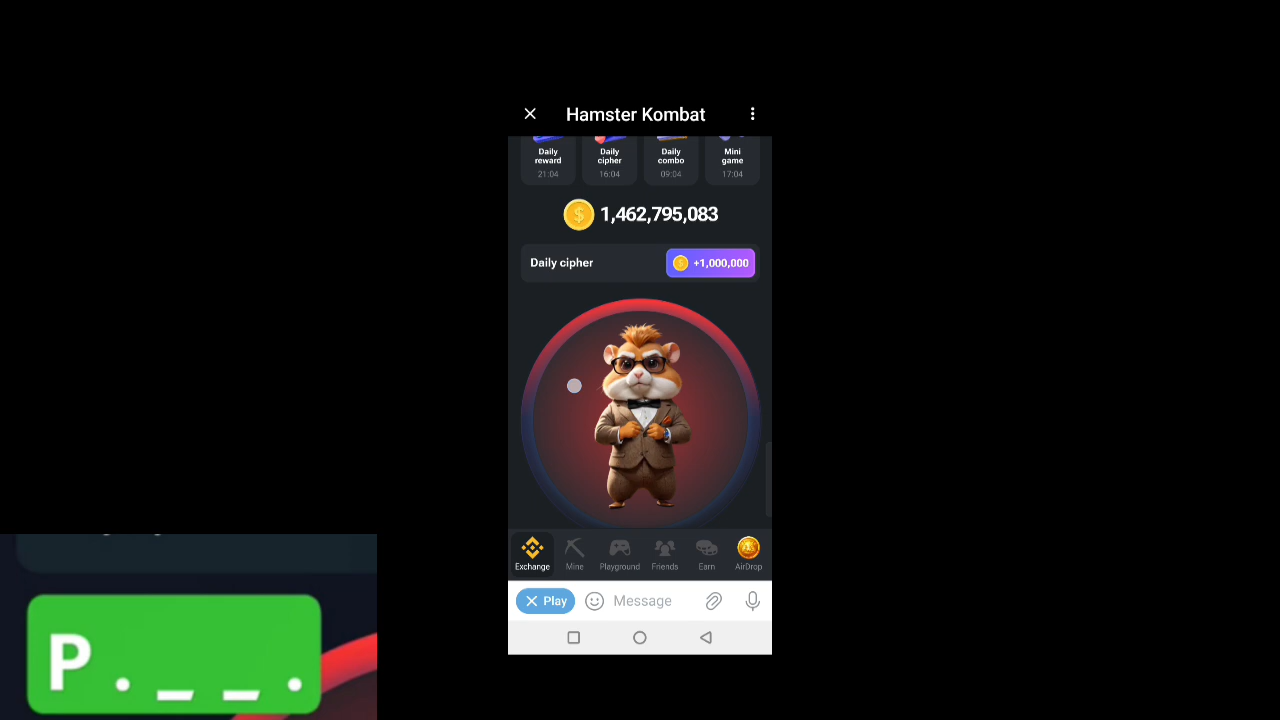 Hamster Kombat
Daily reward
21:04
Daily cipher
16:04
Daily combo
09:04
Mini game
17:04
1,462,795,083
Daily cipher
+1,000,000
Exchange
Mine
Playground
Friends
Earn
AirDrop
Play
Message
P . _ _ .